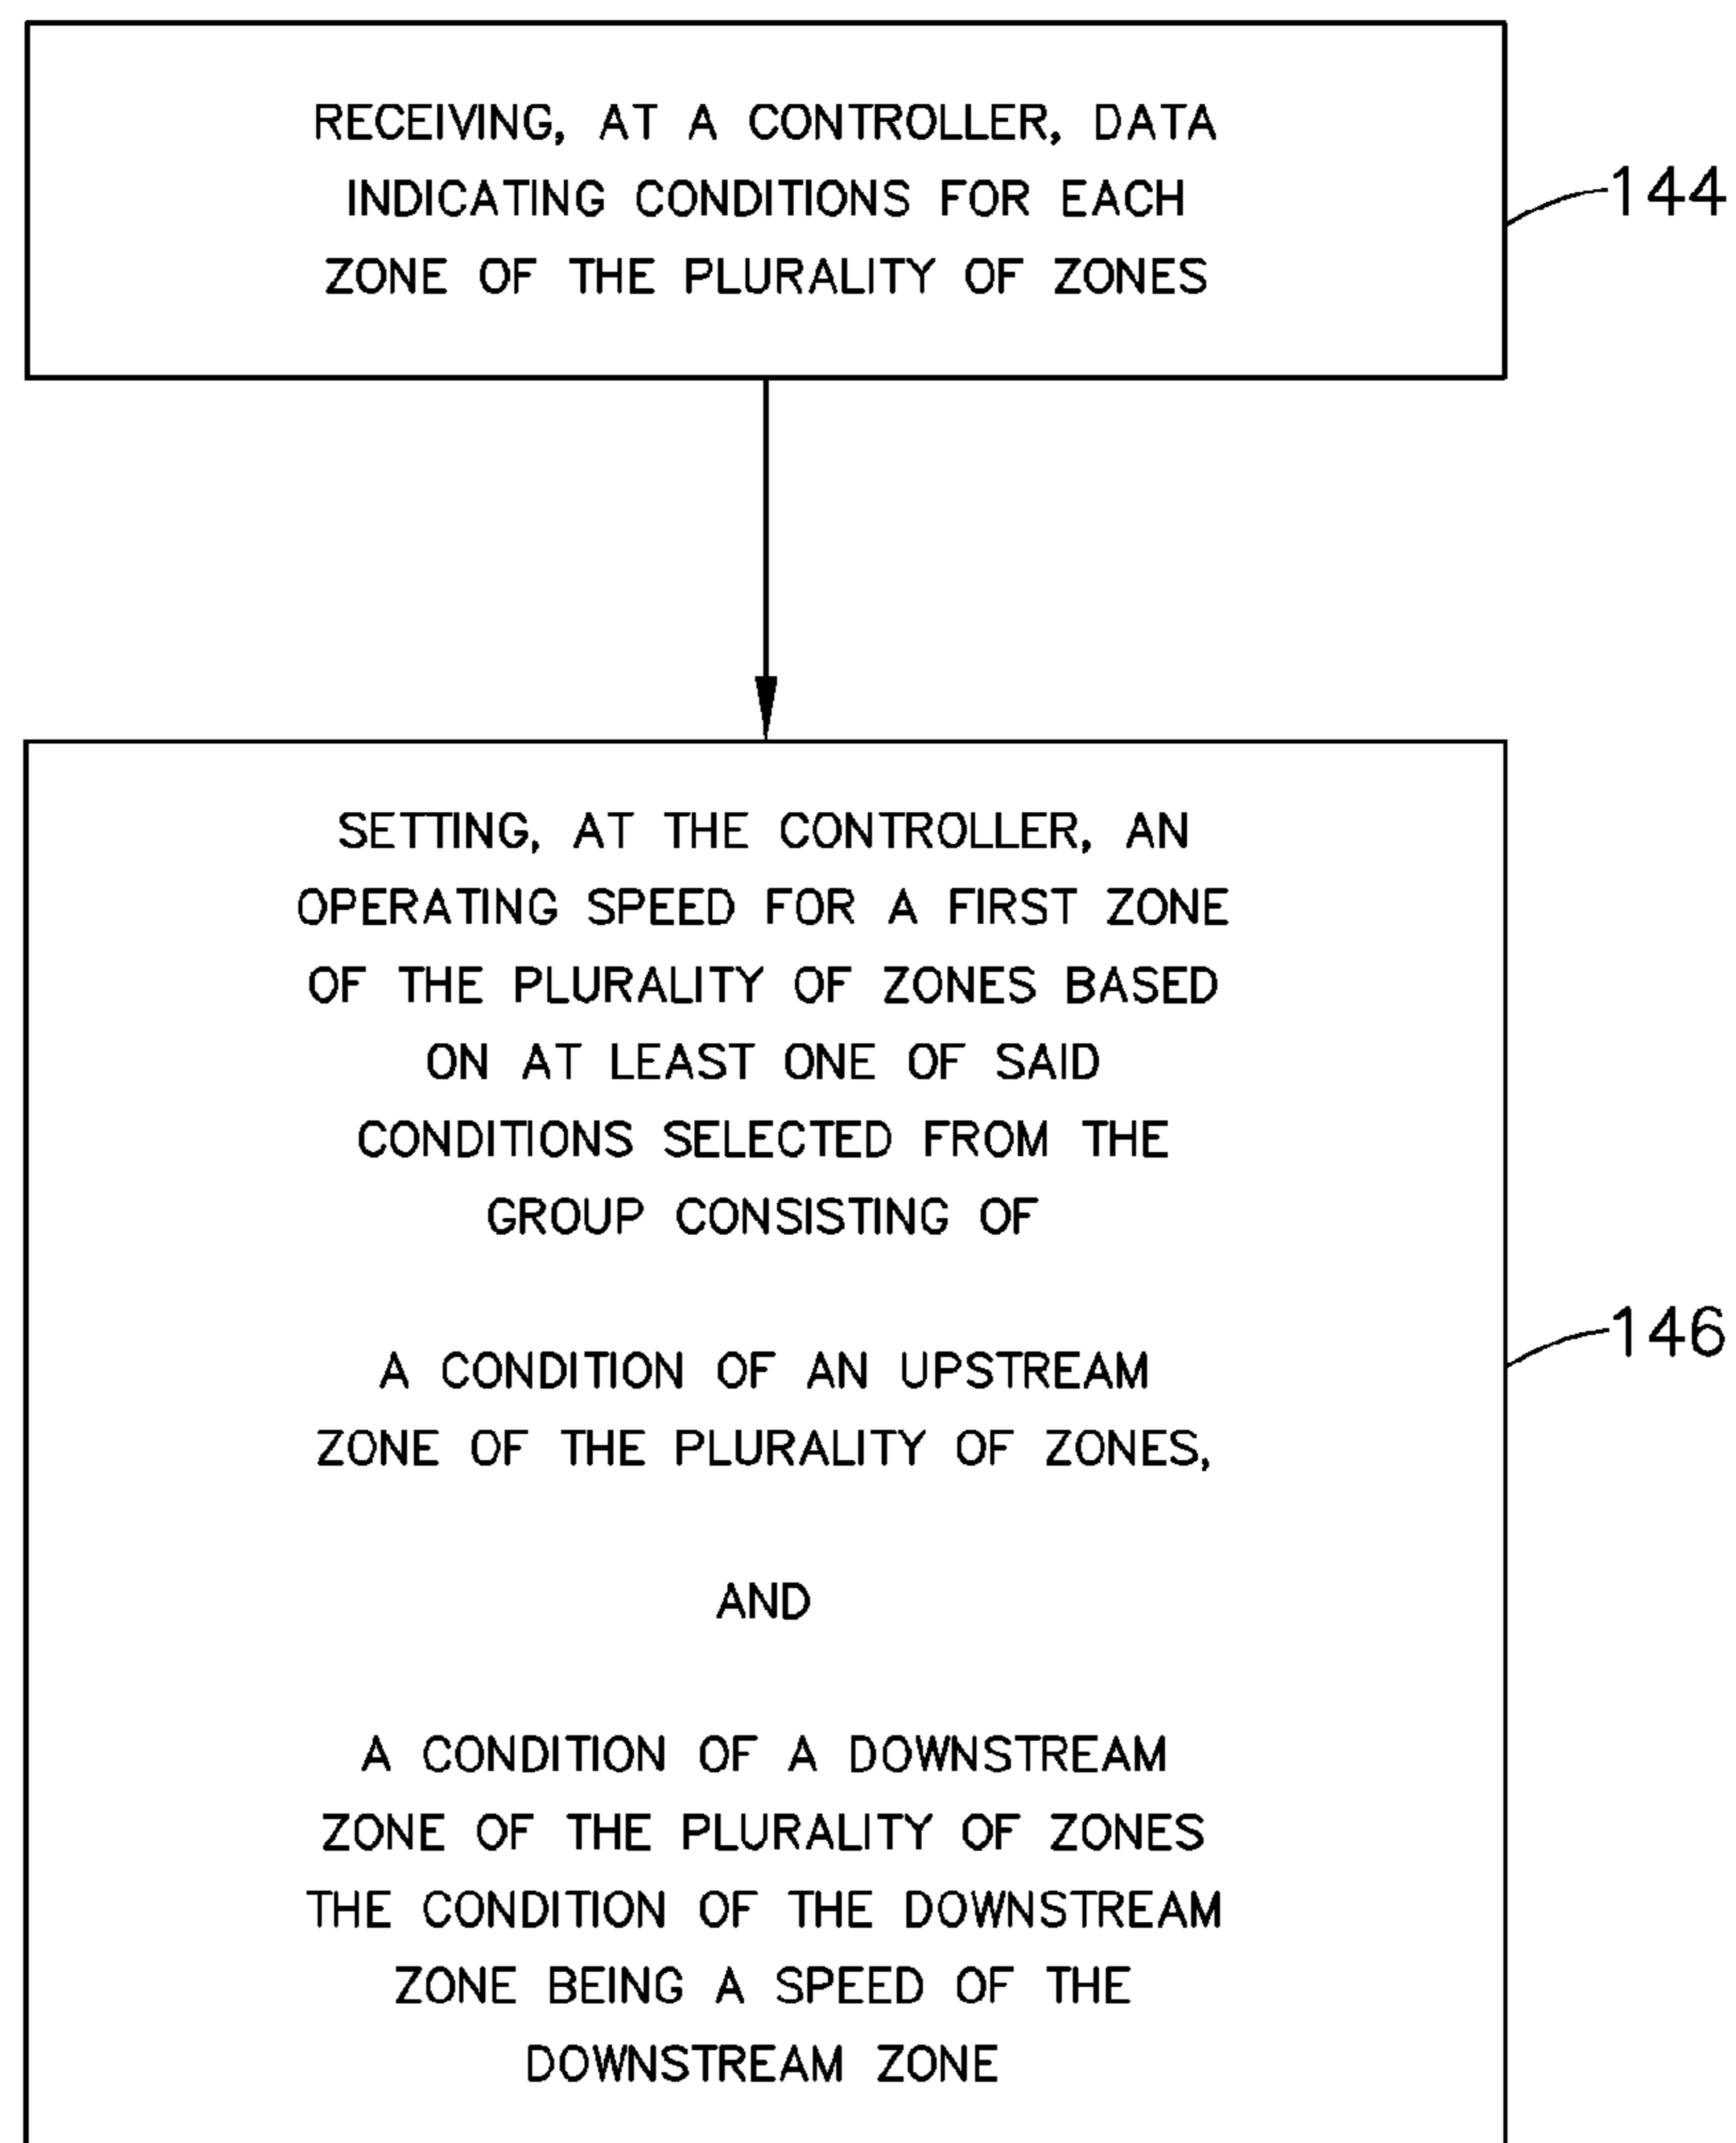 RECEIVING, AT A CONTROLLER, DATA
INDICATING CONDITIONS FOR EACH
ZONE OF THE PLURALITY OF ZONES
144
SETTING, AT THE CONTROLLER, AN
OPERATING SPEED FOR A FIRST ZONE
OF THE PLURALITY OF ZONES BASED
ON AT LEAST ONE OF SAID
CONDITIONS SELECTED FROM THE
GROUP CONSISTING OF
A CONDITION OF AN UPSTREAM
ZONE OF THE PLURALITY OF ZONES,
AND
A CONDITION OF A DOWNSTREAM
ZONE OF THE PLURALITY OF ZONES
THE CONDITION OF THE DOWNSTREAM
ZONE BEING A SPEED OF THE
DOWNSTREAM ZONE
146